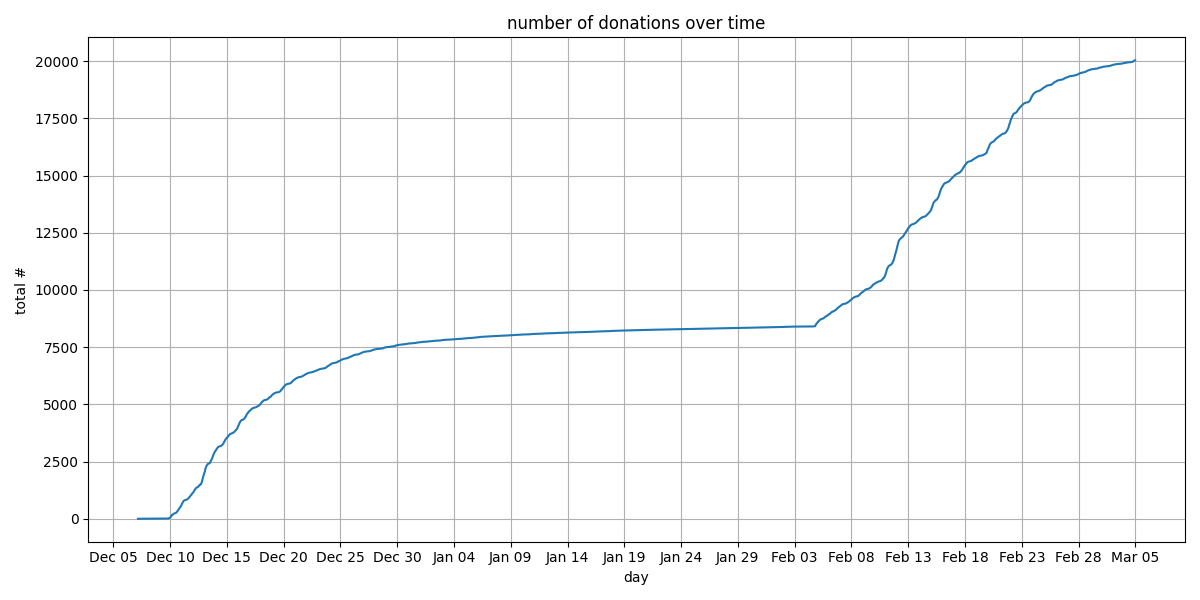 number of donations over time
total #
20000
17500
15000
12500
10000
7500
5000
2500
0
Dec 05 Dec 10 Dec 15 Dec 20 Dec 25 Dec 30 Jan 04 Jan 09 Jan 14 Jan 19 Jan 24 Jan 29 Feb 03 Feb 08 Feb 13 Feb 18 Feb 23 Feb 28 Mar 05
day